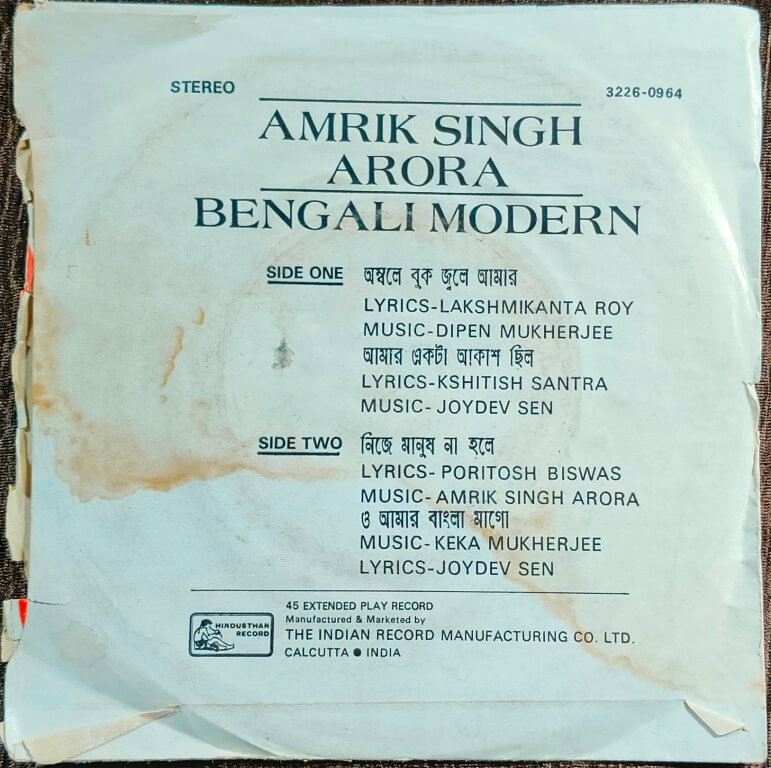 STEREO
3226-0964
AMRIK SINGH
ARORA
BENGALI MODERN
SIDE ONE অম্বলে বুক জ্বলে আমার
LYRICS-LAKSHMIKANTA ROY
MUSIC-DIPEN MUKHERJEE
আমার একটা আকাশ ছিল
LYRICS-KSHITISH SANTRA
MUSIC-JOYDEV SEN
SIDE TWO নিজে মানুষ না হলে
LYRICS-PORITOSH BISWAS
MUSIC-AMRIK SINGH ARORA
ও আমার বাংলা মাগো
MUSIC-KEKA MUKHERJEE
LYRICS-JOYDEV SEN
HINDUSTHAN
RECORD
45 EXTENDED PLAY RECORD
Manufactured & Marketed by
THE INDIAN RECORD MANUFACTURING CO. LTD.
CALCUTTA ● INDIA